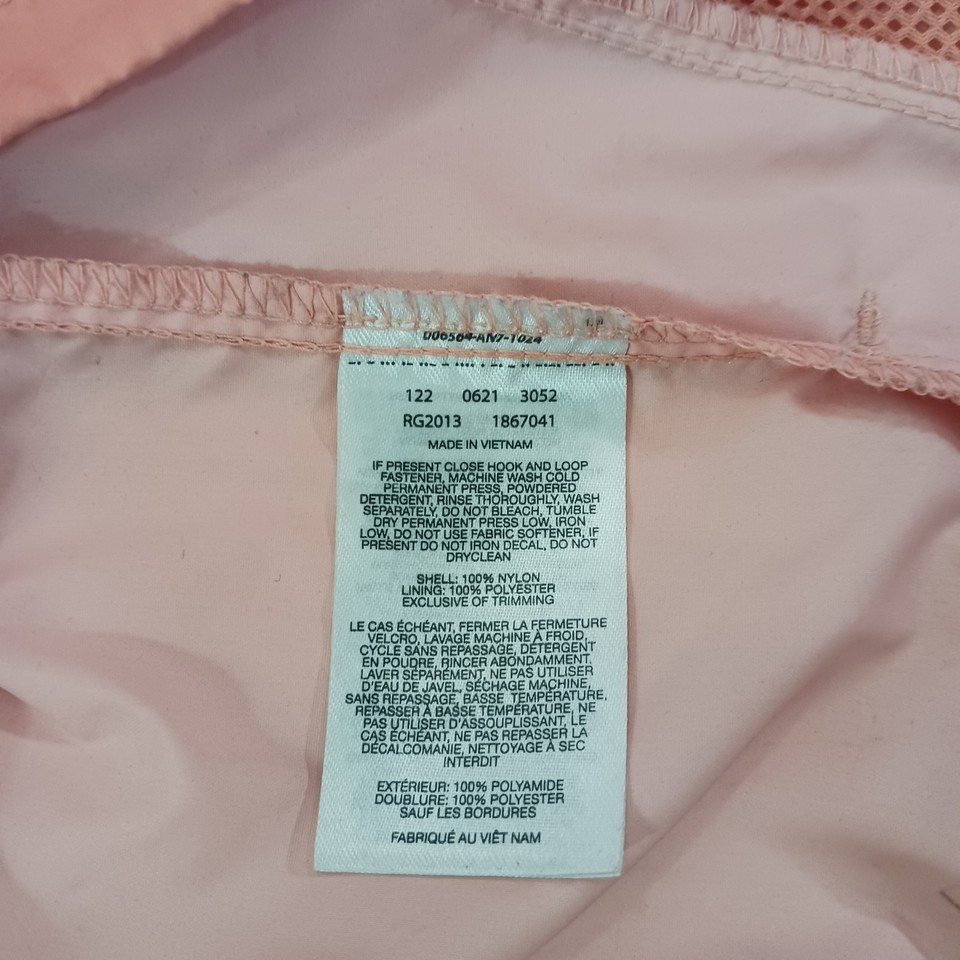 006564-AN7-1024
122 0621 3052
RG2013 1867041
MADE IN VIETNAM
IF PRESENT CLOSE HOOK AND LOOP
FASTENER, MACHINE WASH COLD
PERMANENT PRESS, POWDERED
DETERGENT, RINSE THOROUGHLY, WASH
SEPARATELY, DO NOT BLEACH, TUMBLE
DRY PERMANENT PRESS LOW, IRON
LOW, DO NOT USE FABRIC SOFTENER, IF
PRESENT DO NOT IRON DECAL, DO NOT
DRYCLEAN
SHELL: 100% NYLON
LINING: 100% POLYESTER
EXCLUSIVE OF TRIMMING
LE CAS ÉCHÉANT, FERMER LA FERMETURE
VELCRO, LAVAGE MACHINE À FROID,
CYCLE SANS REPASSAGE, DÉTERGENT
EN POUDRE, RINCER ABONDAMMENT,
LAVER SÉPARÉMENT, NE PAS UTILISER
D'EAU DE JAVEL, SÉCHAGE MACHINE,
SANS REPASSAGE, BASSE TEMPÉRATURE,
REPASSER À BASSE TEMPÉRATURE, NE
PAS UTILISER D'ASSOUPLISSANT, LE
CAS ÉCHÉANT, NE PAS REPASSER LA
DÉCALCOMANIE, NETTOYAGE À SEC
INTERDIT
EXTÉRIEUR: 100% POLYAMIDE
DOUBLURE: 100% POLYESTER
SAUF LES BORDURES
FABRIQUÉ AU VIÊT NAM